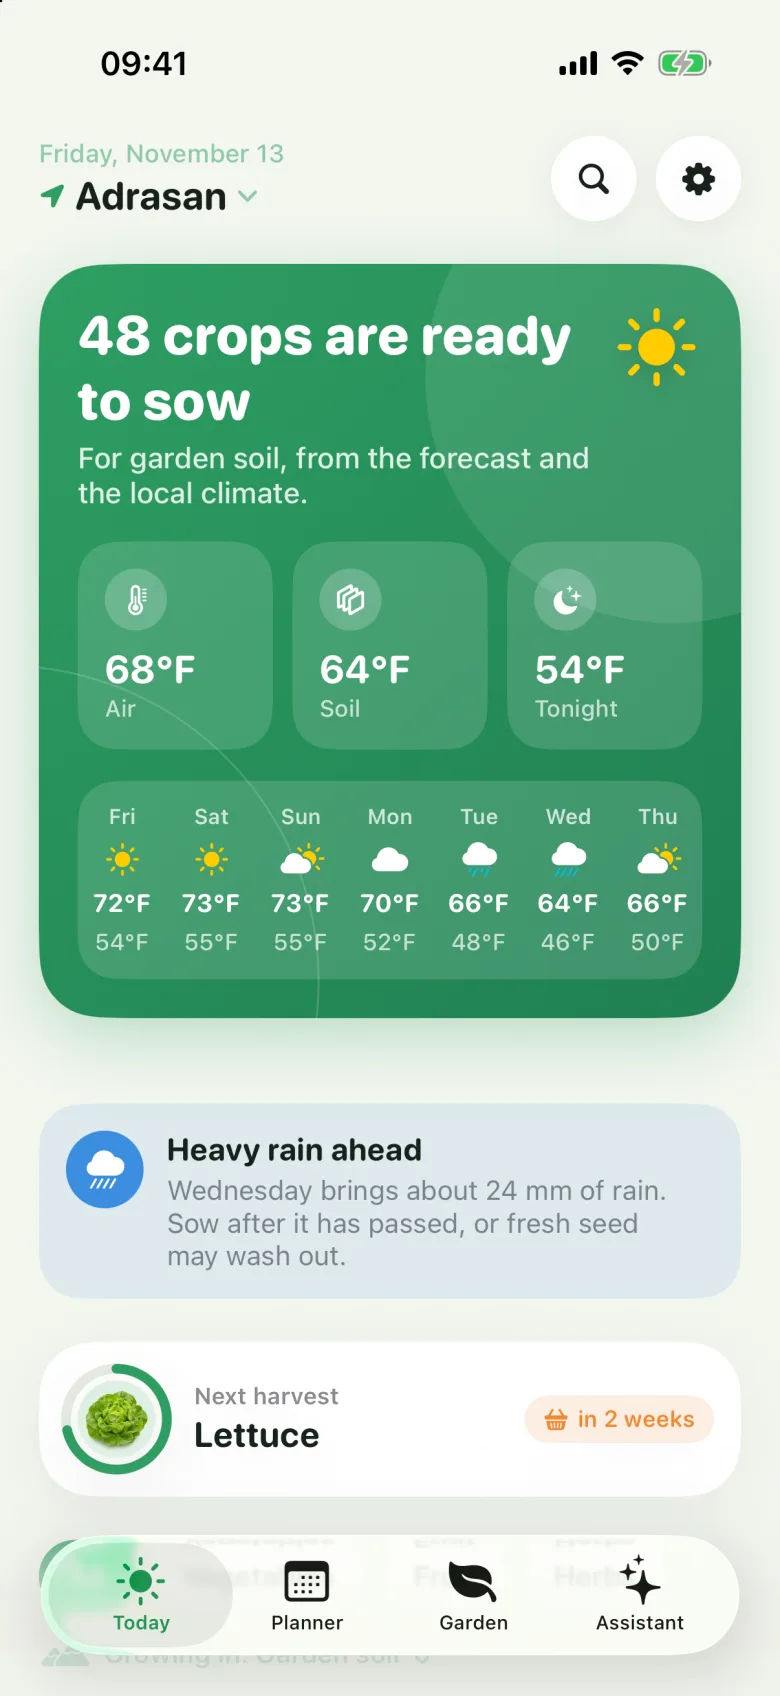 09:41
Friday, November 13
Adrasan
48 crops are ready
to sow
For garden soil, from the forecast and
the local climate.
68°F
Air
64°F
Soil
54°F
Tonight
Fri Sat Sun Mon Tue Wed Thu
72°F 73°F 73°F 70°F 66°F 64°F 66°F
54°F 55°F 55°F 52°F 48°F 46°F 50°F
Heavy rain ahead
Wednesday brings about 24 mm of rain.
Sow after it has passed, or fresh seed
may wash out.
Next harvest
Lettuce
in 2 weeks
Today
Planner
Garden
Assistant
Growing in: Garden soil